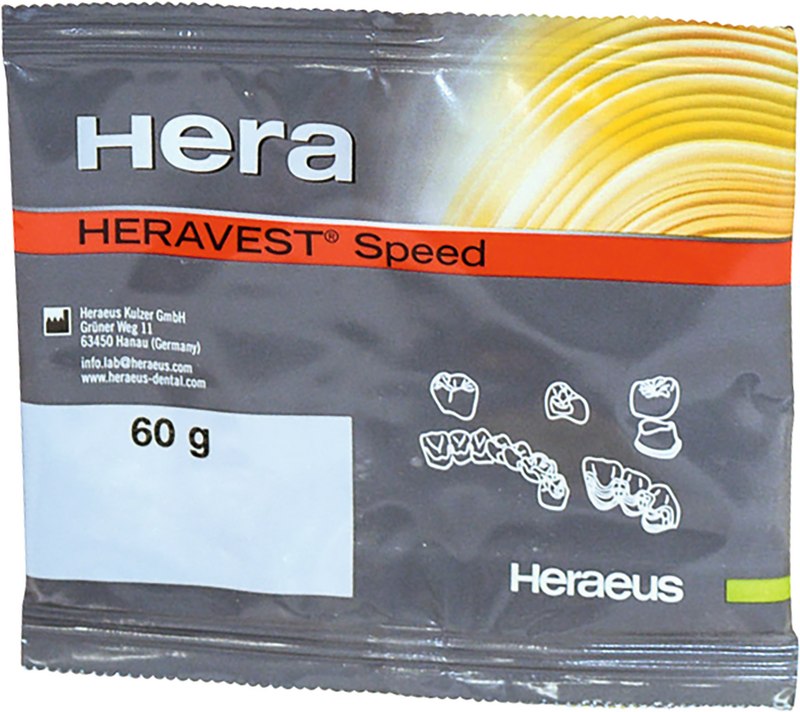 Hera
HERAVEST® Speed
Heraeus Kulzer GmbH
Grüner Weg 11
63450 Hanau (Germany)
info.lab@heraeus.com
www.heraeus-dental.com
60 g
Heraeus